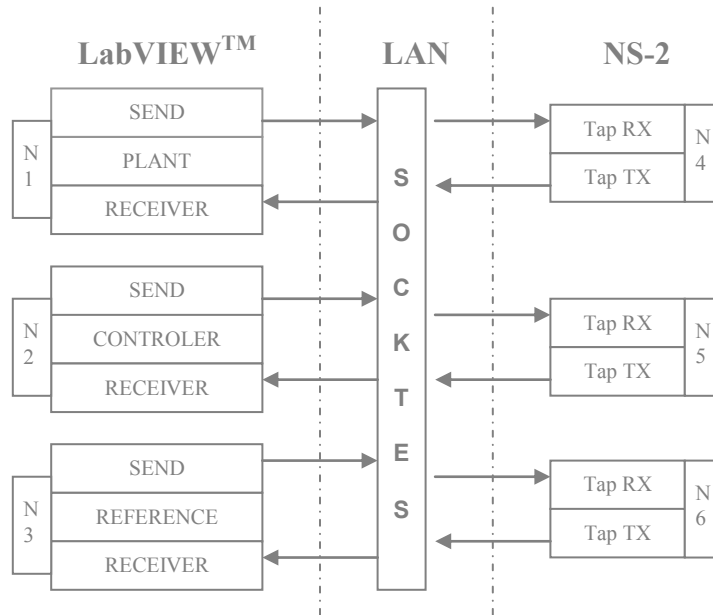 LabVIEW™
LAN
NS-2
N
1
SEND
PLANT
RECEIVER
N
2
SEND
CONTROLER
RECEIVER
N
3
SEND
REFERENCE
RECEIVER
S
O
C
K
T
E
S
Tap RX
Tap TX
N
4
Tap RX
Tap TX
N
5
Tap RX
Tap TX
N
6